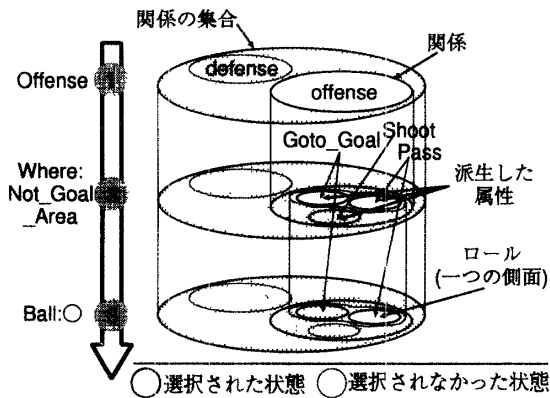 関係の集合
関係
defense
offense
Offense
Goto_Goal
Shoot
Pass
Where:
Not_Goal
_Area
派生した
属性
ロール
(一つの側面)
Ball:○
○選択された状態 ○選択されなかった状態